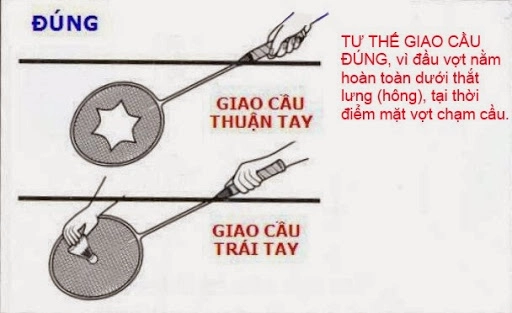 ĐÚNG
TƯ THẾ GIAO CẦU
ĐÚNG, vì đầu vợt nằm
hoàn toàn dưới thắt
lưng (hông), tại thời
điểm mặt vợt chạm cầu.
GIAO CẦU
THUẬN TAY
GIAO CẦU
TRÁI TAY